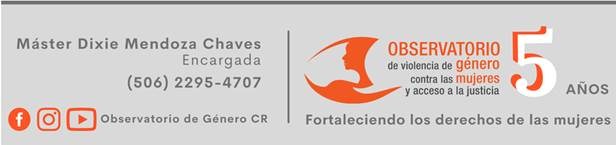 Máster Dixie Mendoza Chaves
Encargada
(506) 2295-4707
Observatorio de Género CR
OBSERVATORIO
de violencia de género
contra las mujeres
y acceso a la justicia
5 AÑOS
Fortaleciendo los derechos de las mujeres